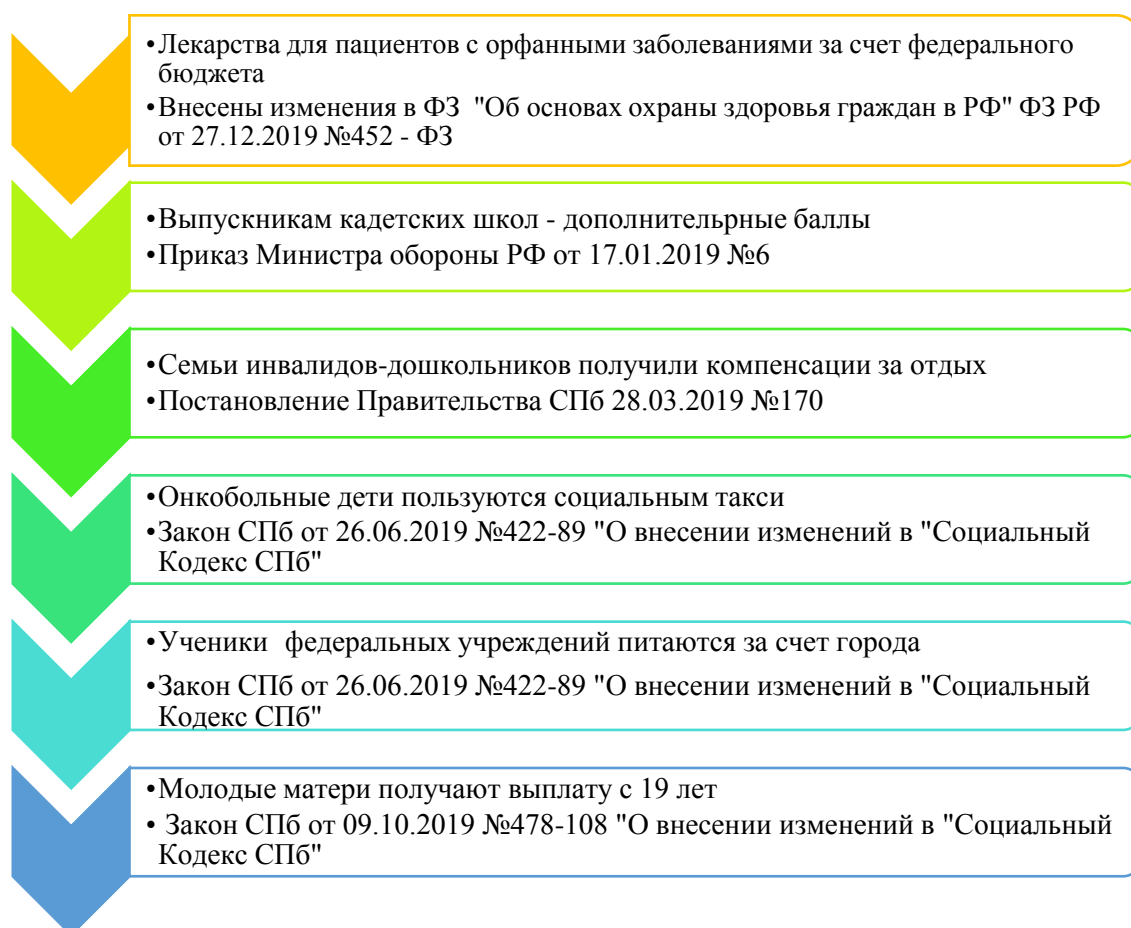 •Лекарства для пациентов с орфанными заболеваниями за счет федерального
бюджета
•Внесены изменения в ФЗ "Об основах охраны здоровья граждан в РФ" ФЗ РФ
от 27.12.2019 №452 - ФЗ
•Выпускникам кадетских школ - дополнительрные баллы
•Приказ Министра обороны РФ от 17.01.2019 №6
•Семьи инвалидов-дошкольников получили компенсации за отдых
•Постановление Правительства СПб 28.03.2019 №170
•Онкобольные дети пользуются социальным такси
•Закон СПб от 26.06.2019 №422-89 "О внесении изменений в "Социальный
Кодекс СПб"
•Ученики федеральных учреждений питаются за счет города
•Закон СПб от 26.06.2019 №422-89 "О внесении изменений в "Социальный
Кодекс СПб"
•Молодые матери получают выплату с 19 лет
• Закон СПб от 09.10.2019 №478-108 "О внесении изменений в "Социальный
Кодекс СПб"